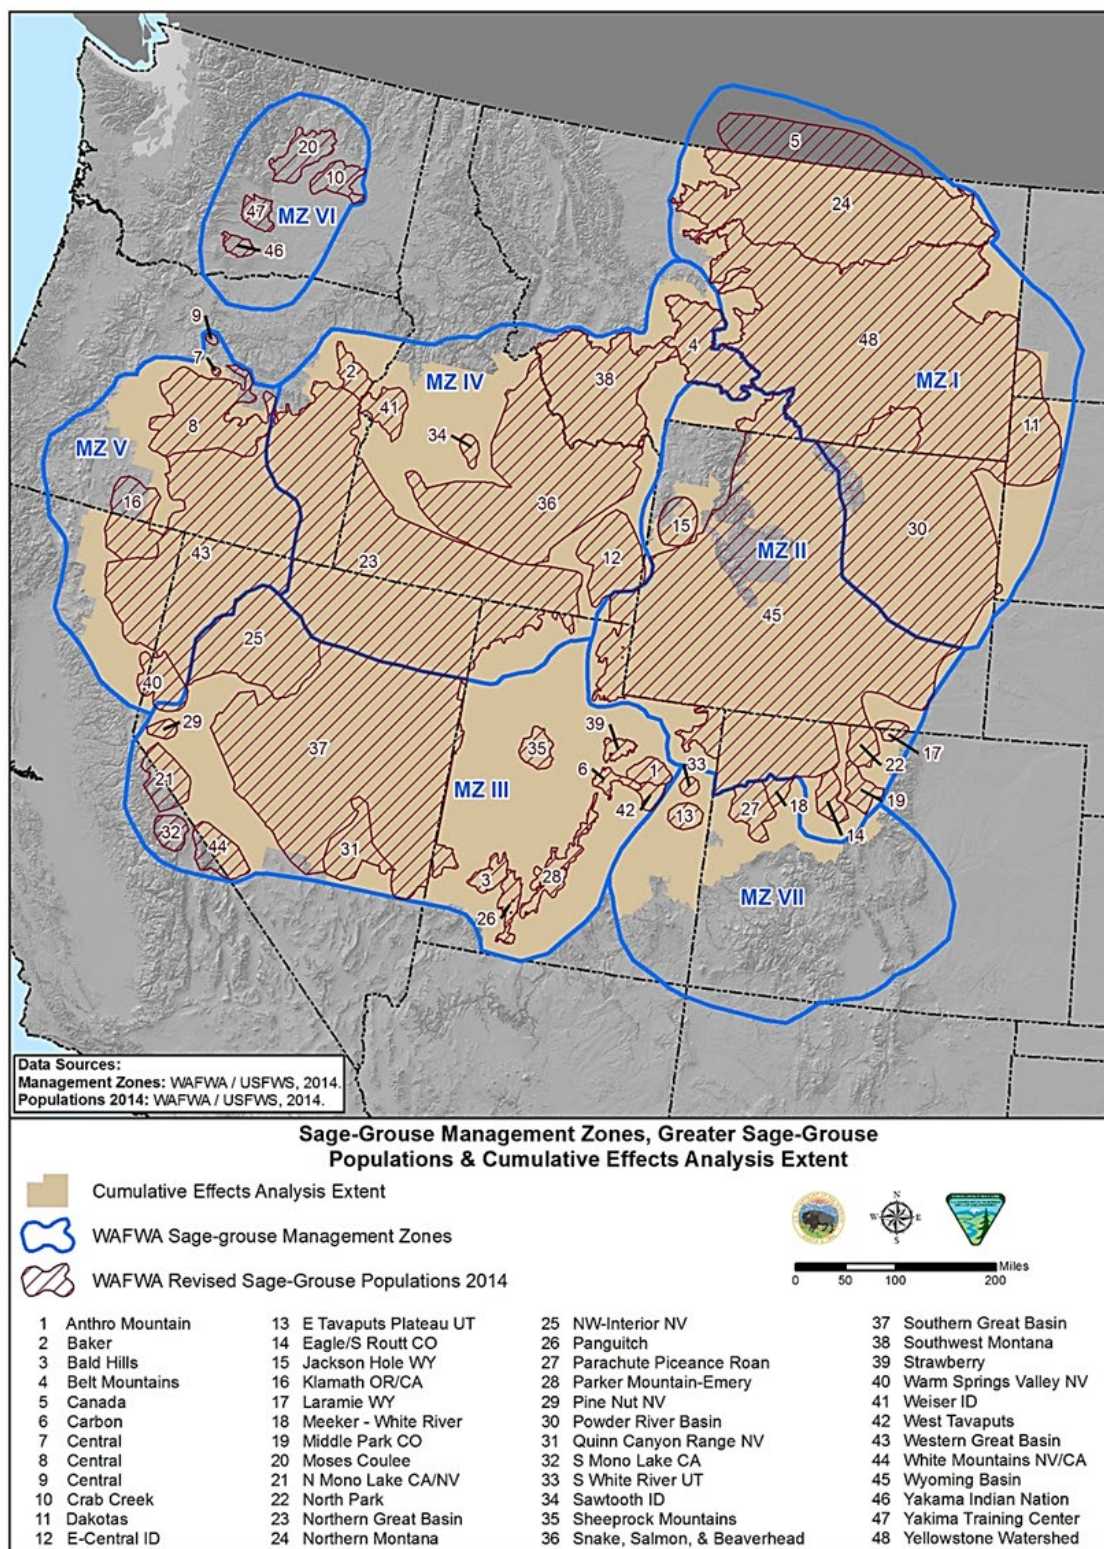 5
20
10
24
47
MZ VI
46
9
48
4
7
2
MZ IV
38
MZ I
41
8
11
34
MZ V
16
36
15
30
MZ II
43
12
23
45
25
40
29
39
17
37
35
22
6
1
33
21
MZ III
42
13
27
18
19
32
14
44
31
3
28
MZ VII
26
Data Sources:
Management Zones: WAFWA / USFWS, 2014.
Populations 2014: WAFWA / USFWS, 2014.
Sage-Grouse Management Zones, Greater Sage-Grouse
Populations & Cumulative Effects Analysis Extent
Cumulative Effects Analysis Extent
WAFWA Sage-grouse Management Zones
WAFWA Revised Sage-Grouse Populations 2014
N
W E
S
Miles
0 50 100 200
1 Anthro Mountain
2 Baker
3 Bald Hills
4 Belt Mountains
5 Canada
6 Carbon
7 Central
8 Central
9 Central
10 Crab Creek
11 Dakotas
12 E-Central ID
13 E Tavaputs Plateau UT
14 Eagle/S Routt CO
15 Jackson Hole WY
16 Klamath OR/CA
17 Laramie WY
18 Meeker - White River
19 Middle Park CO
20 Moses Coulee
21 N Mono Lake CA/NV
22 North Park
23 Northern Great Basin
24 Northern Montana
25 NW-Interior NV
26 Panguitch
27 Parachute Piceance Roan
28 Parker Mountain-Emery
29 Pine Nut NV
30 Powder River Basin
31 Quinn Canyon Range NV
32 S Mono Lake CA
33 S White River UT
34 Sawtooth ID
35 Sheeprock Mountains
36 Snake, Salmon, & Beaverhead
37 Southern Great Basin
38 Southwest Montana
39 Strawberry
40 Warm Springs Valley NV
41 Weiser ID
42 West Tavaputs
43 Western Great Basin
44 White Mountains NV/CA
45 Wyoming Basin
46 Yakama Indian Nation
47 Yakima Training Center
48 Yellowstone Watershed